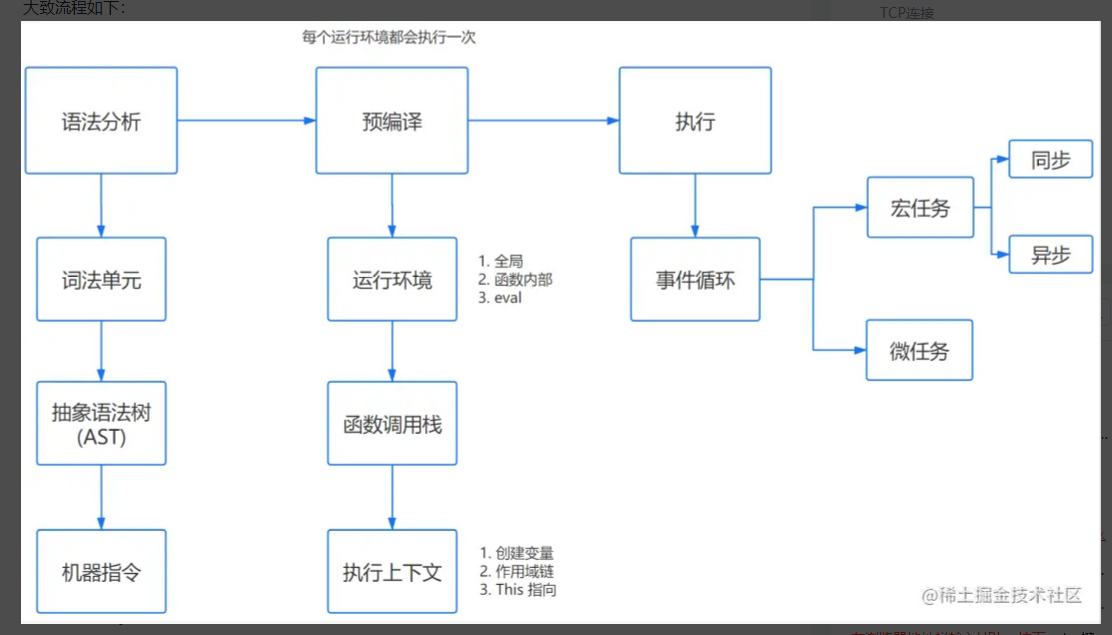 大致流程如下:
TCP连接
每个运行环境都会执行一次
语法分析
预编译
执行
同步
宏任务
异步
词法单元
运行环境
1. 全局
2. 函数内部
3. eval
事件循环
微任务
抽象语法树
(AST)
函数调用栈
机器指令
执行上下文
1. 创建变量
2. 作用域链
3. This 指向
@稀土掘金技术社区